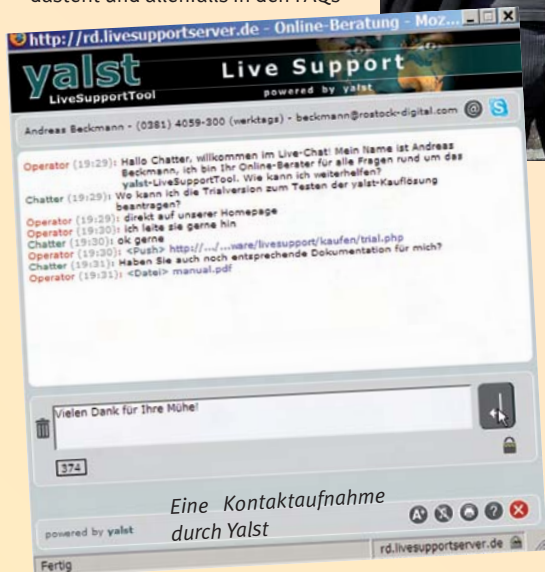 dasteht und allenfalls in den FAQs
http://rd.livesupportserver.de - Online-Beratung - Moz...
yalst
LiveSupportTool
Live Support
powered by yalst
Andreas Beckmann - (0381) 4059-300 (werktags) - beckmann@rostock-digital.com @
Operator (19:29): Hallo Chatter, willkommen im Live-Chat! Mein Name ist Andreas
Beckmann, ich bin Ihr Online-Berater für alle Fragen rund um das
yalst-LiveSupportTool. Wie kann ich weiterhelfen?
Chatter (19:29): Wo kann ich die Trialversion zum Testen der yalst-Kauflösung
beantragen?
Operator (19:29): direkt auf unserer Homepage
Operator (19:30): ich leite sie gerne hin
Chatter (19:30): ok gerne
Operator (19:30): <Push> http://.../...ware/livesupport/kaufen/trial.php
Chatter (19:31): Haben Sie auch noch entsprechende Dokumentation für mich?
Operator (19:31): <Datei> manual.pdf
Vielen Dank für Ihre Mühe!
374
Eine Kontaktaufnahme
durch Yalst
powered by yalst
Fertig
rd.livesupportserver.de